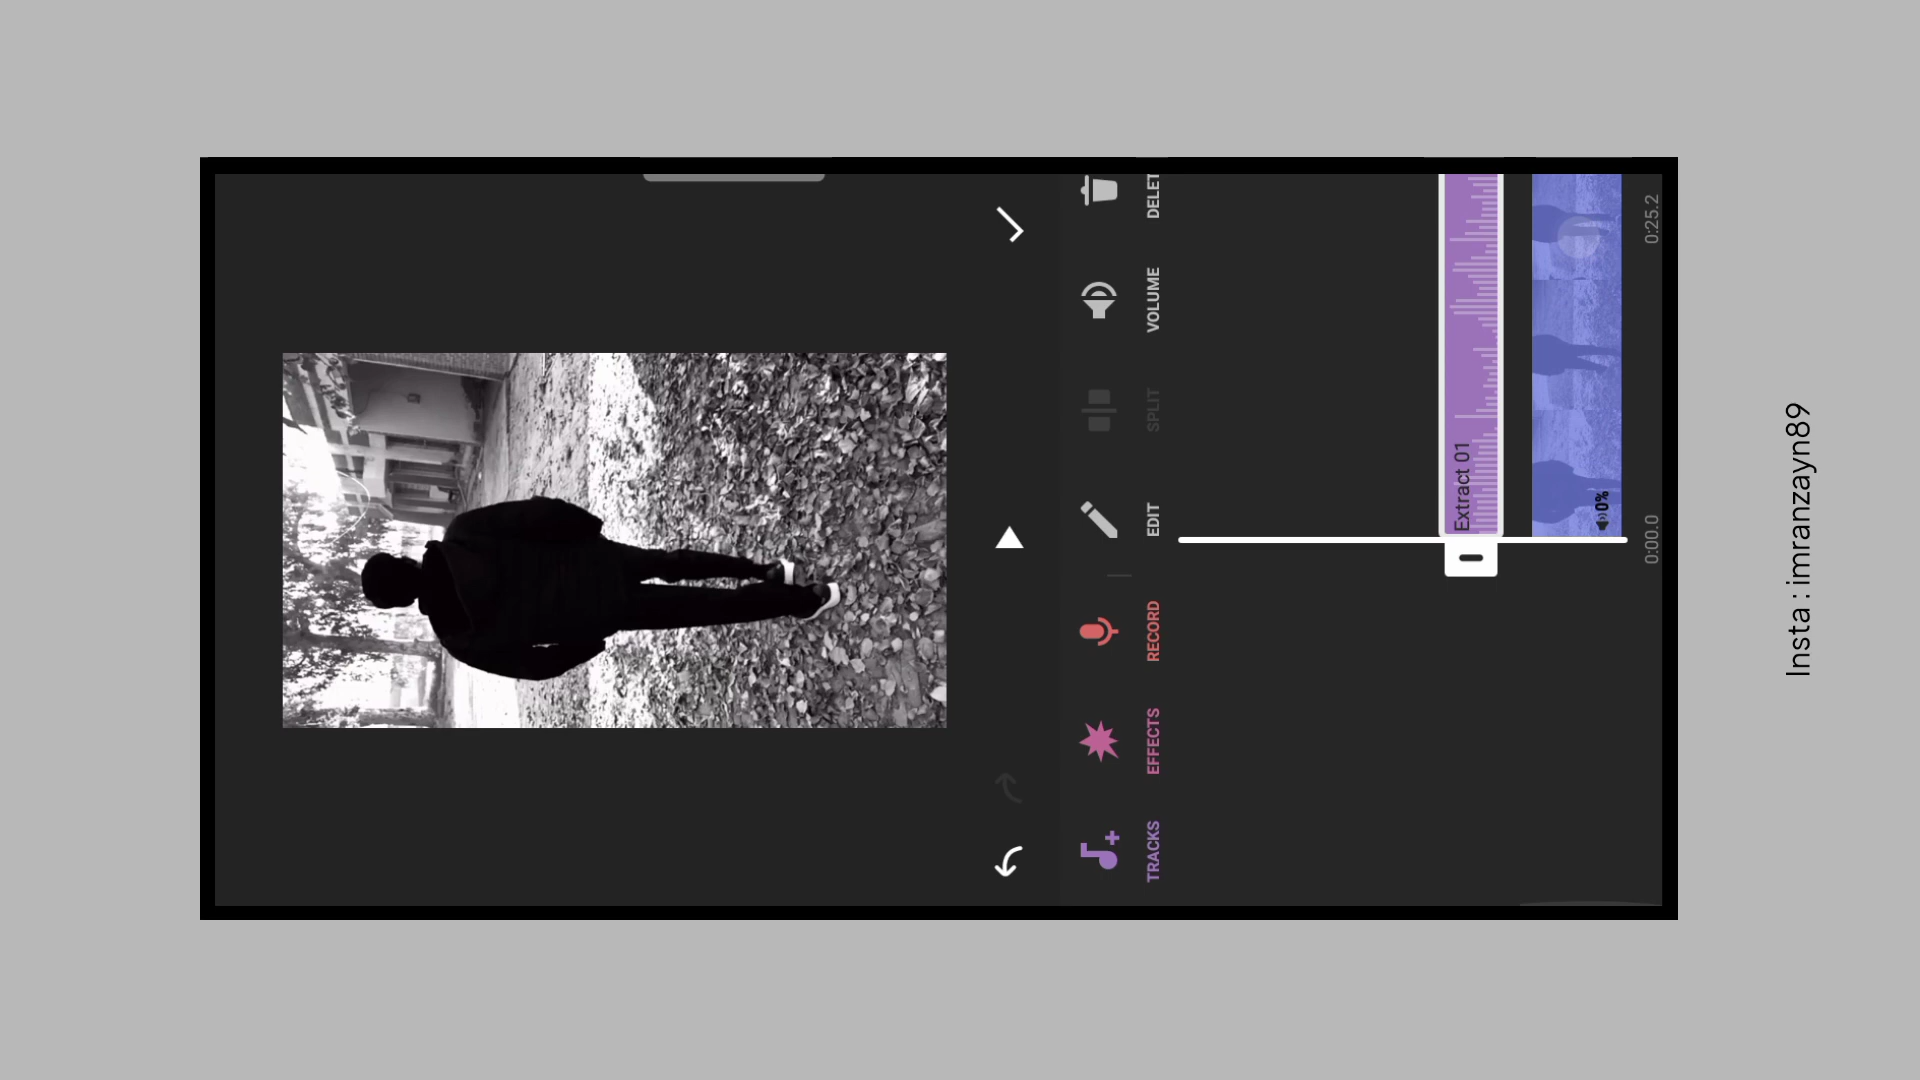 TRACKS
EFFECTS
RECORD
EDIT
SPLIT
VOLUME
DELET
Extract 01
0%
0:00.0
0:25.2
Insta : imranzayn89